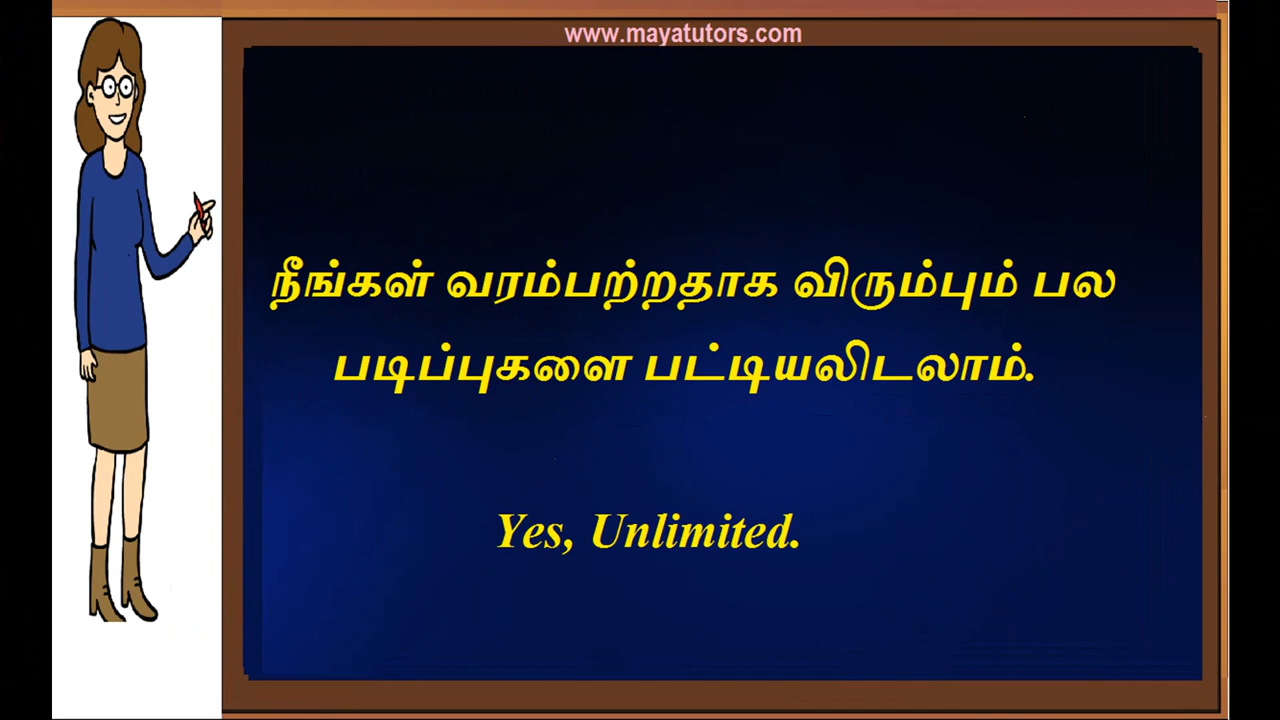 www.mayatutors.com
நீங்கள் வரம்பற்றதாக விரும்பும் பல
படிப்புகளை பட்டியலிடலாம்.
Yes, Unlimited.